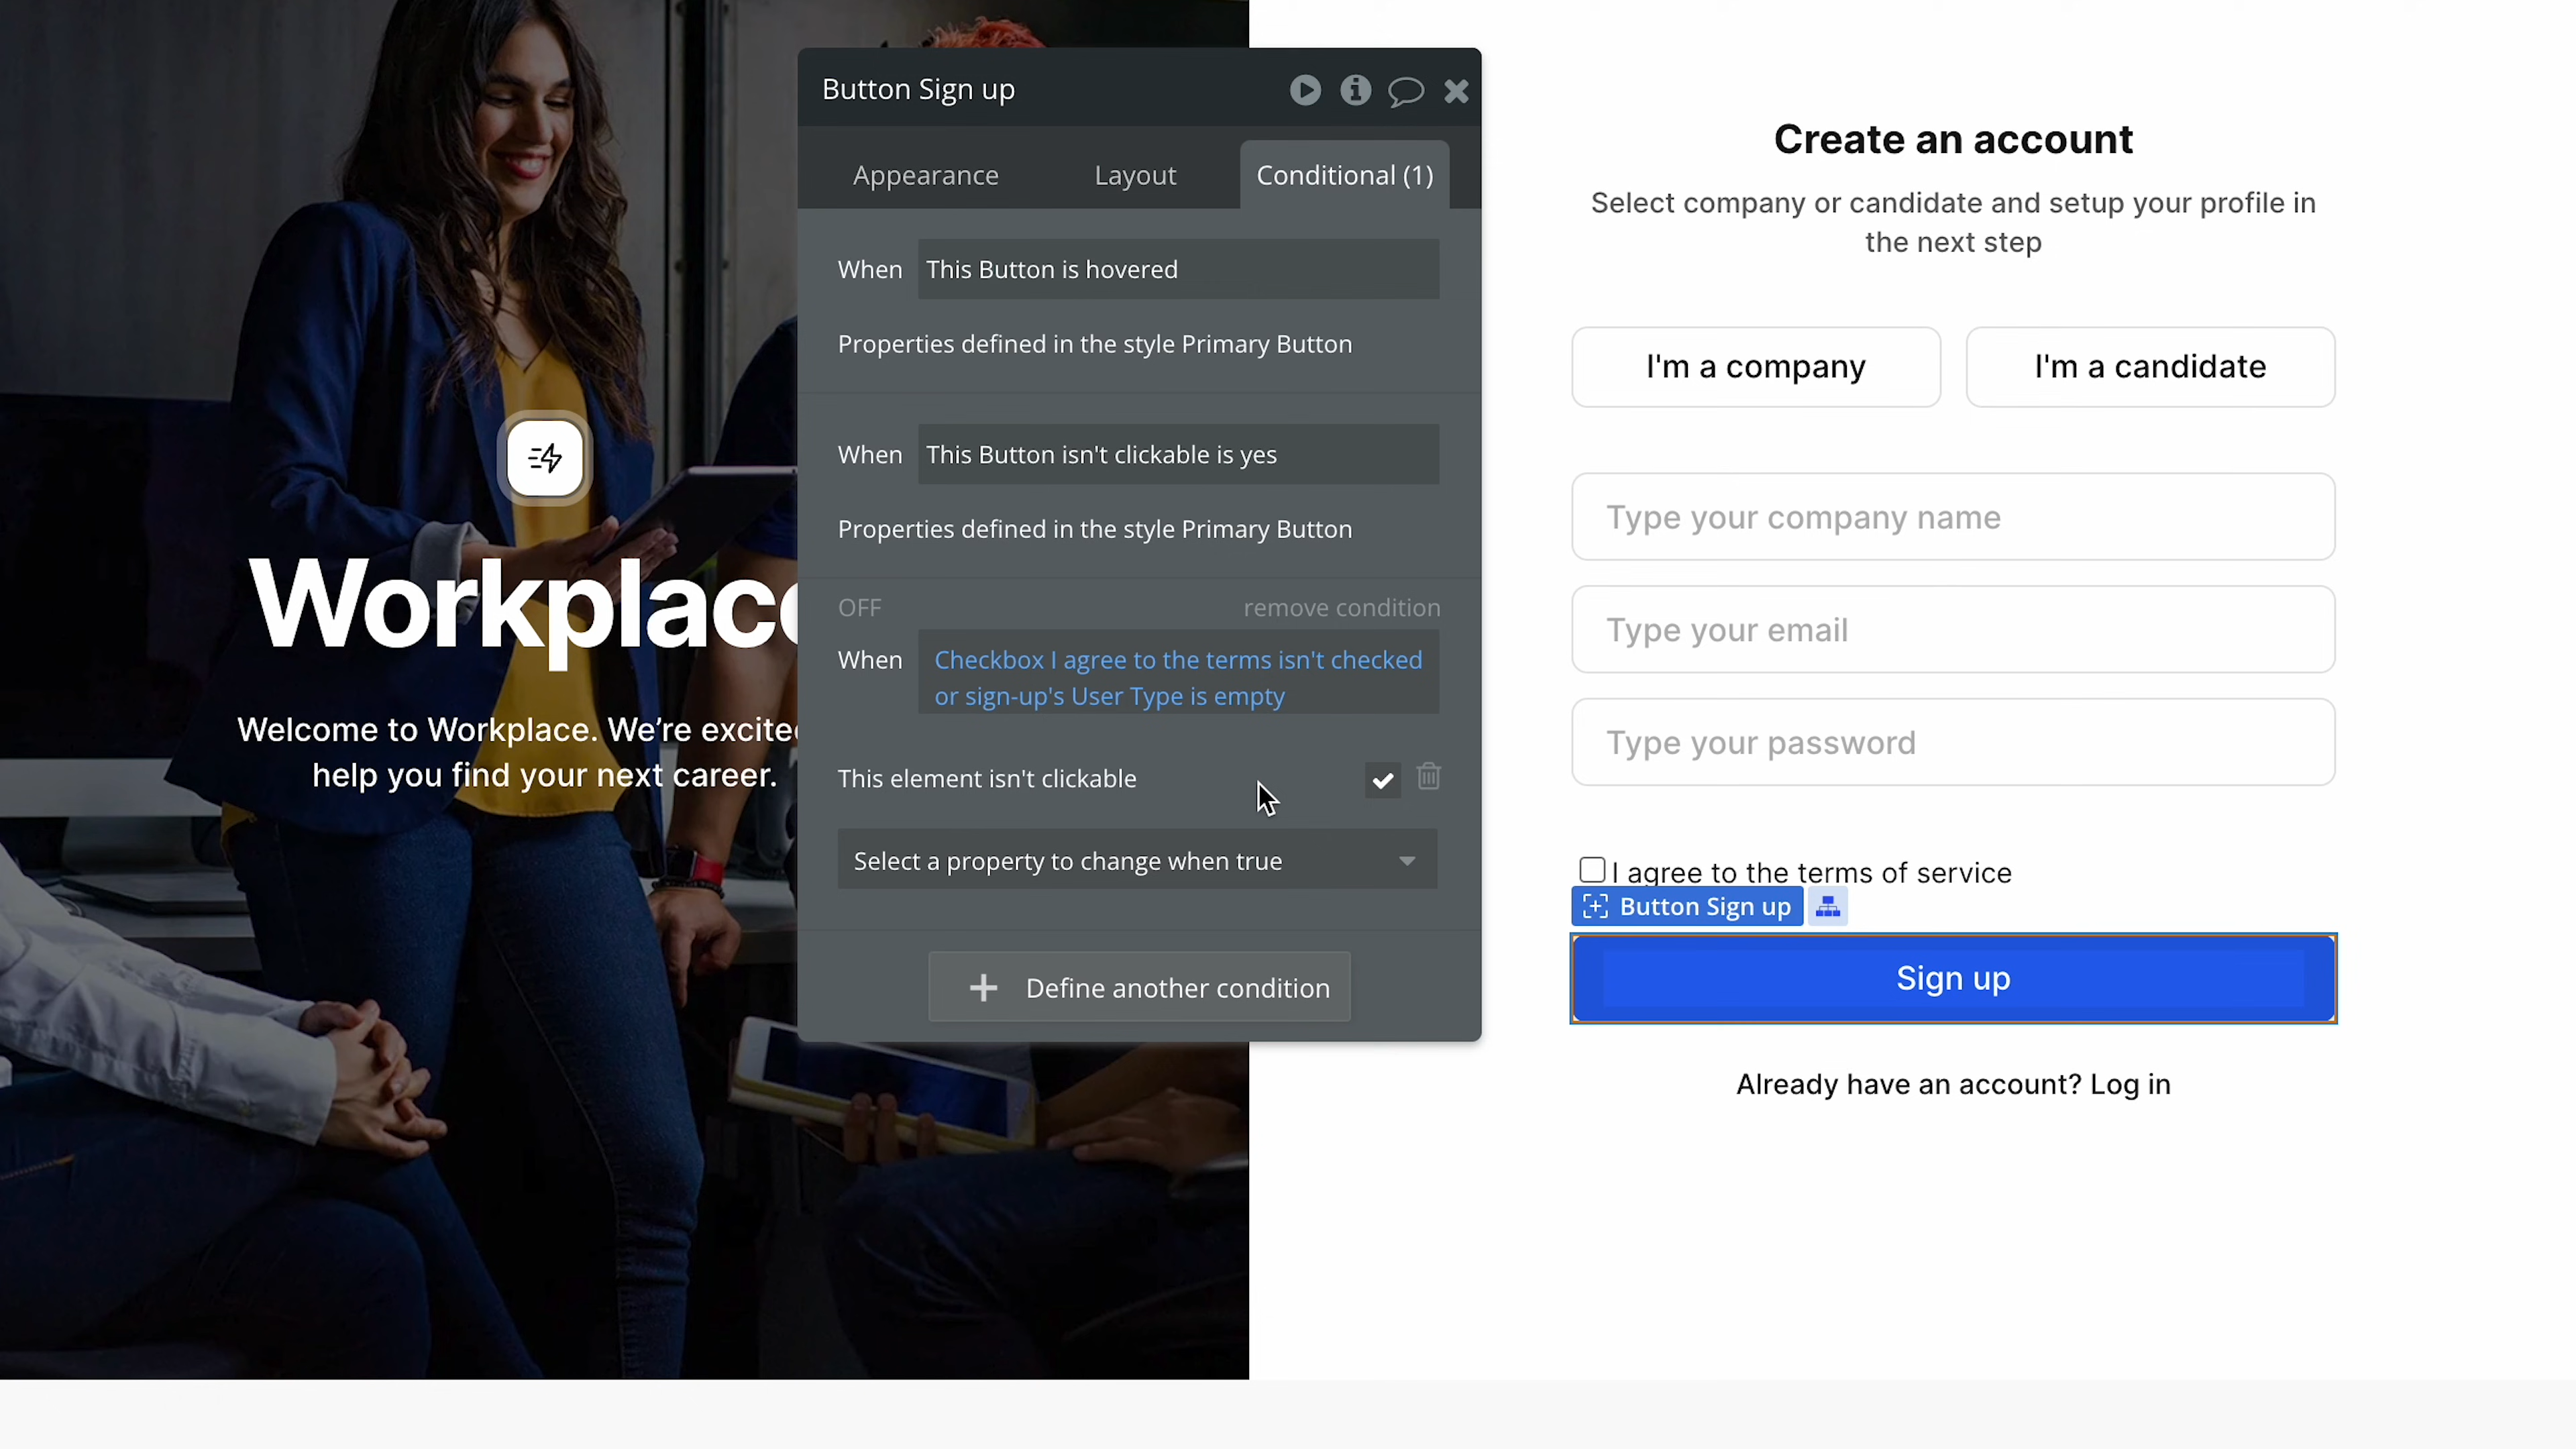 Workplac
Welcome to Workplace. We're excite
help you find your next career.
Button Sign up
Appearance
Layout
Conditional (1)
When
This Button is hovered
Properties defined in the style Primary Button
When
This Button isn't clickable is yes
Properties defined in the style Primary Button
OFF
remove condition
When
Checkbox I agree to the terms isn't checked
or sign-up's User Type is empty
This element isn't clickable
Select a property to change when true
Define another condition
Create an account
Select company or candidate and setup your profile in
the next step
I'm a company
I'm a candidate
Type your company name
Type your email
Type your password
I agree to the terms of service
Button Sign up
Sign up
Already have an account? Log in